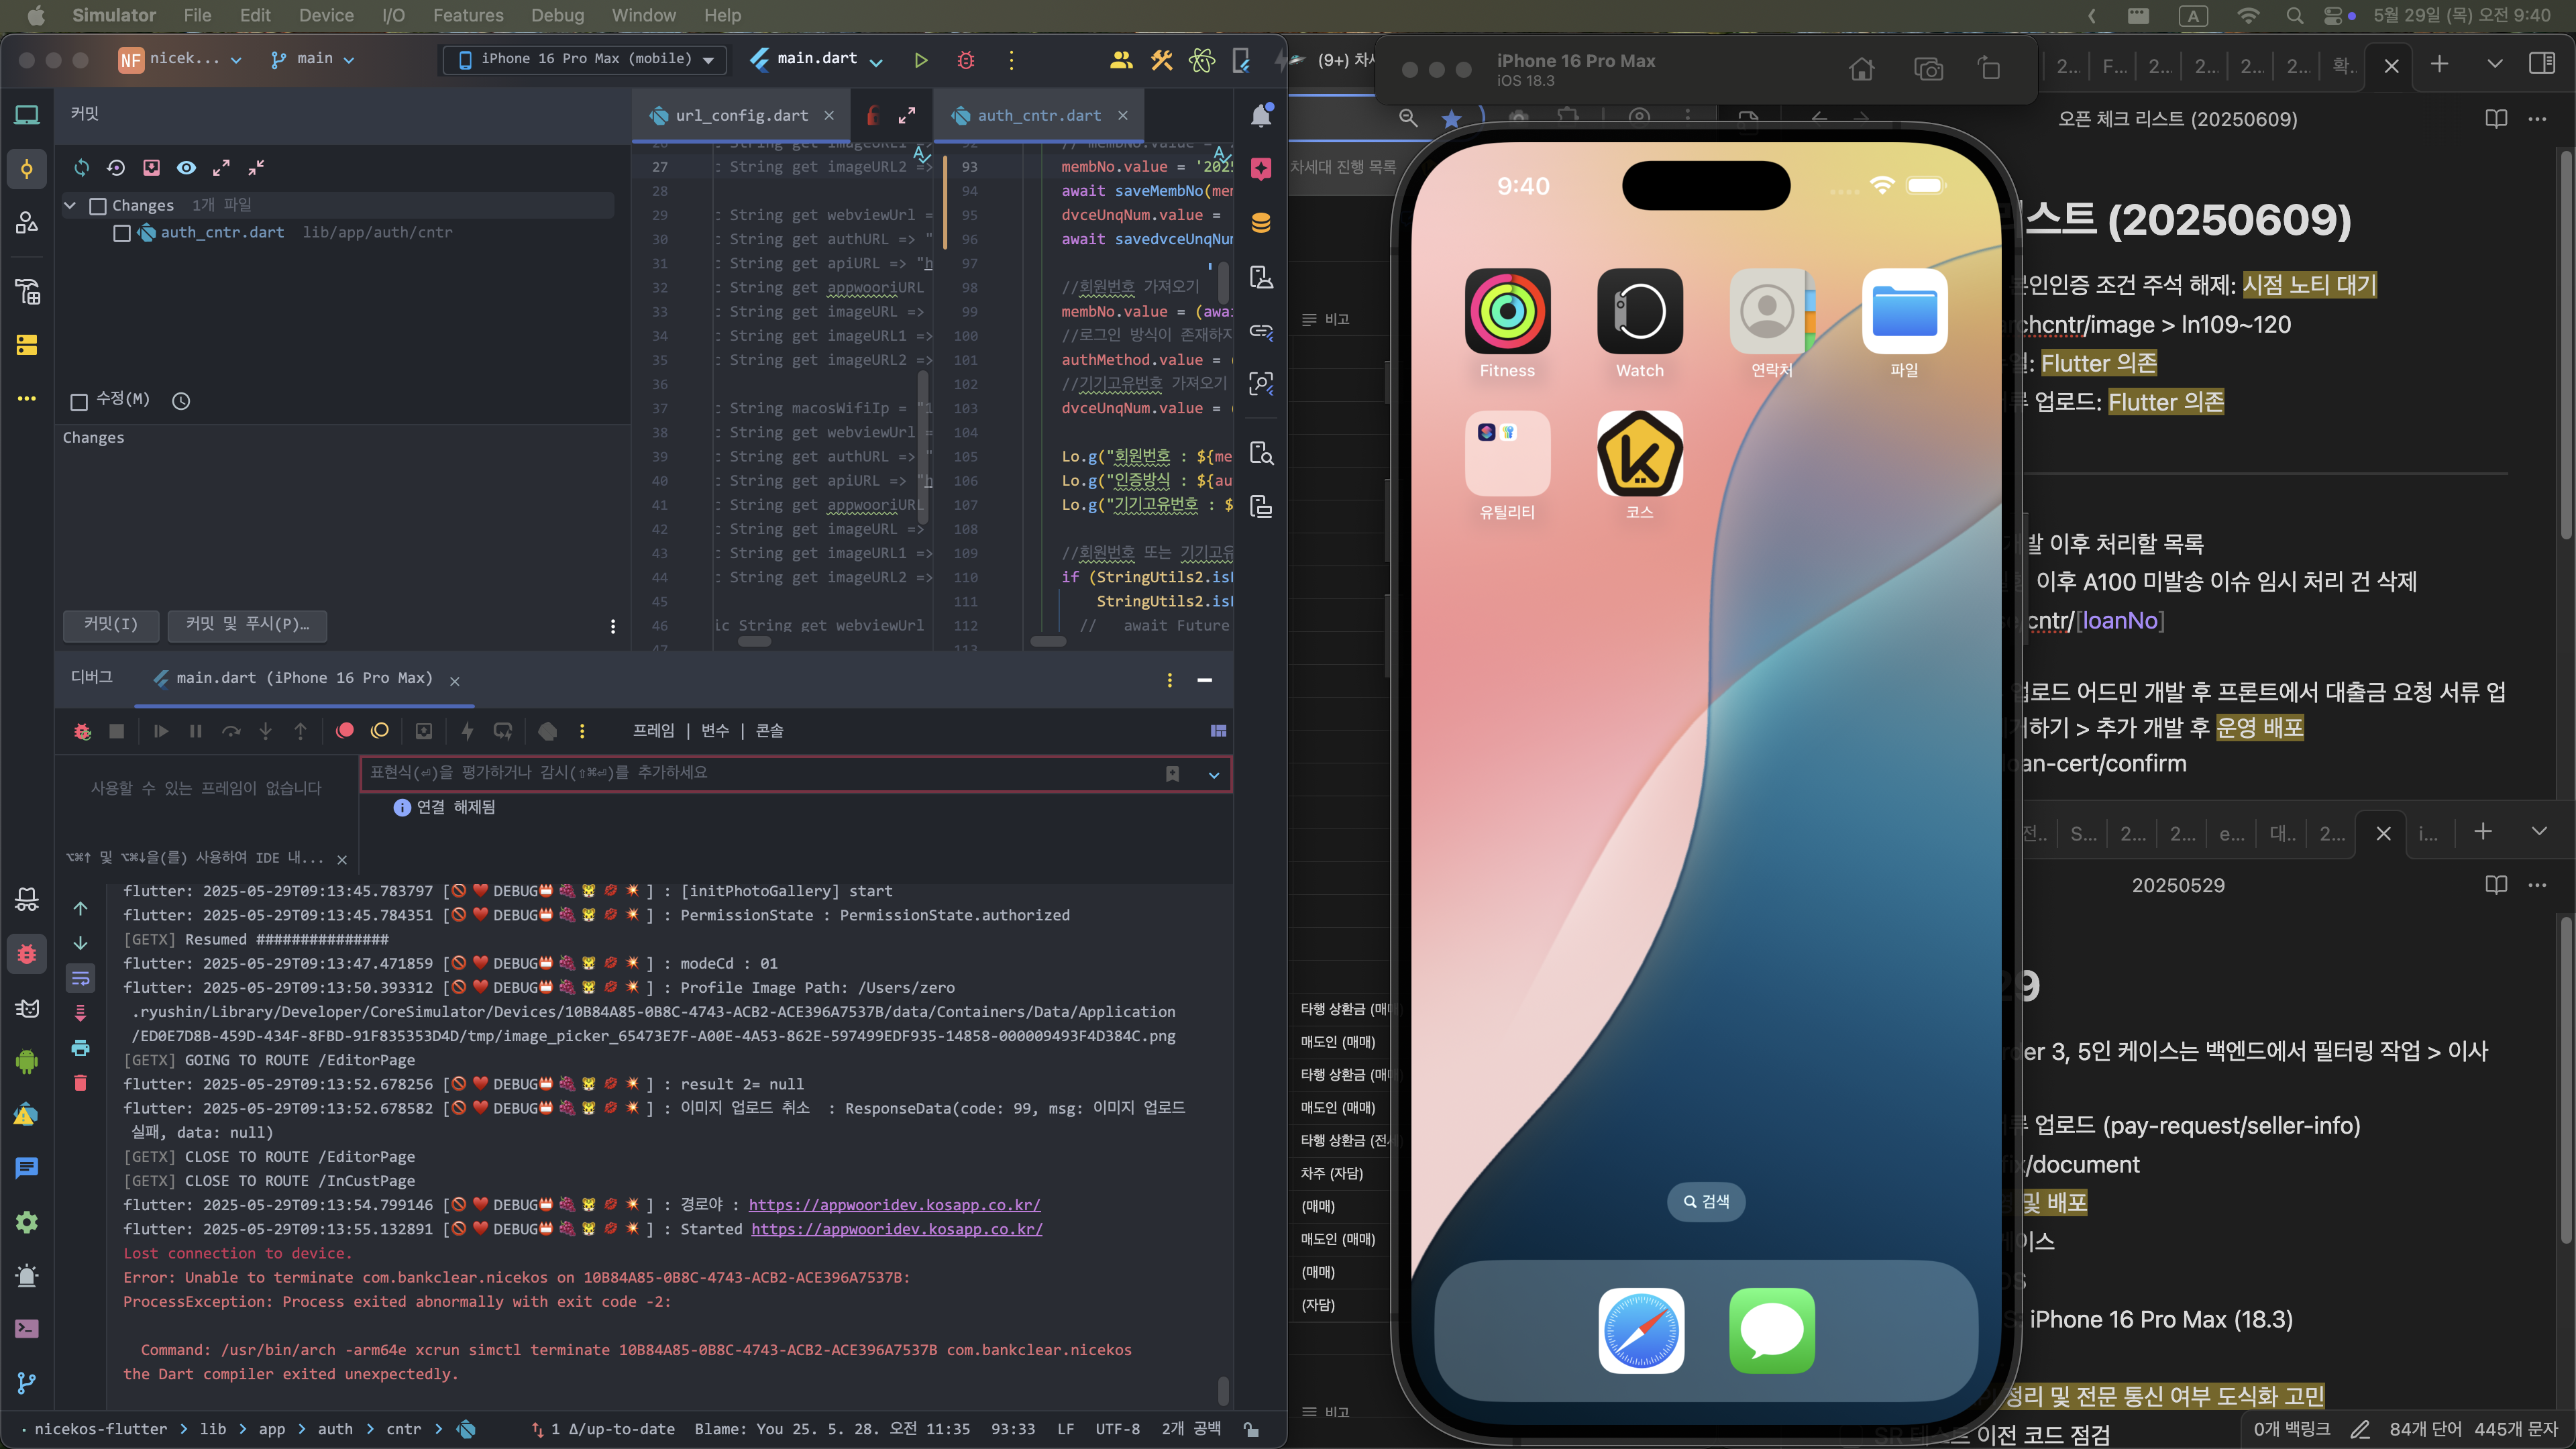 Simulator File Edit Device I/O Features Debug Window Help
A 5월 29일 (목) 오전 9:40
NF nicek... main iPhone 16 Pro Max (mobile) main.dart
커밋
url_config.dart auth_cntr.dart
Changes 1개 파일
auth_cntr.dart lib/app/auth/cntr
수정(M)
Changes
커밋(I) 커밋 및 푸시(P)...
27 : String get imageURL2 =>
28
29 : String get webviewUrl =
30 : String get authURL => "
31 : String get apiURL => "h
32 : String get appwooriURL
33 : String get imageURL =>
34 : String get imageURL1 =>
35 : String get imageURL2 =>
36
37 : String macosWifiIp = "1
38 : String get webviewUrl =
39 : String get authURL => "
40 : String get apiURL => "h
41 : String get appwooriURL
42 : String get imageURL =>
43 : String get imageURL1 =>
44 : String get imageURL2 =>
45
46 ic String get webviewUrl
47
93 membNo.value = '202
94 await saveMembNo(mem
95 dvceUnqNum.value =
96 await savedvceUnqNum
97
98 //회원번호 가져오기
99 membNo.value = (awai
100 //로그인 방식이 존재하지
101 authMethod.value = (
102 //기기고유번호 가져오기
103 dvceUnqNum.value = (
104
105 Lo.g("회원번호 : ${me
106 Lo.g("인증방식 : ${au
107 Lo.g("기기고유번호 : $
108
109 //회원번호 또는 기기고유
110 if (StringUtils2.is
111 StringUtils2.is
112 // await Future
113
디버그 main.dart (iPhone 16 Pro Max)
프레임 | 변수 | 콘솔
사용할 수 있는 프레임이 없습니다
표현식(⏎)을 평가하거나 감시(⇧⌘⏎)를 추가하세요
연결 해제됨
⌥⌘↑ 및 ⌥⌘↓을(를) 사용하여 IDE 내...
flutter: 2025-05-29T09:13:45.783797 [🚫 ❤️ DEBUG📛 🍇 🐯 💋 💥 ] : [initPhotoGallery] start
flutter: 2025-05-29T09:13:45.784351 [🚫 ❤️ DEBUG📛 🍇 🐯 💋 💥 ] : PermissionState : PermissionState.authorized
[GETX] Resumed ###############
flutter: 2025-05-29T09:13:47.471859 [🚫 ❤️ DEBUG📛 🍇 🐯 💋 💥 ] : modeCd : 01
flutter: 2025-05-29T09:13:50.393312 [🚫 ❤️ DEBUG📛 🍇 🐯 💋 💥 ] : Profile Image Path: /Users/zero
.ryushin/Library/Developer/CoreSimulator/Devices/10B84A85-0B8C-4743-ACB2-ACE396A7537B/data/Containers/Data/Application
/ED0E7D8B-459D-434F-8FBD-91F835353D4D/tmp/image_picker_65473E7F-A00E-4A53-862E-597499EDF935-14858-000009493F4D384C.png
[GETX] GOING TO ROUTE /EditorPage
flutter: 2025-05-29T09:13:52.678256 [🚫 ❤️ DEBUG📛 🍇 🐯 💋 💥 ] : result 2= null
flutter: 2025-05-29T09:13:52.678582 [🚫 ❤️ DEBUG📛 🍇 🐯 💋 💥 ] : 이미지 업로드 취소 : ResponseData(code: 99, msg: 이미지 업로드
실패, data: null)
[GETX] CLOSE TO ROUTE /EditorPage
[GETX] CLOSE TO ROUTE /InCustPage
flutter: 2025-05-29T09:13:54.799146 [🚫 ❤️ DEBUG📛 🍇 🐯 💋 💥 ] : 경로야 : https://appwooridev.kosapp.co.kr/
flutter: 2025-05-29T09:13:55.132891 [🚫 ❤️ DEBUG📛 🍇 🐯 💋 💥 ] : Started https://appwooridev.kosapp.co.kr/
Lost connection to device.
Error: Unable to terminate com.bankclear.nicekos on 10B84A85-0B8C-4743-ACB2-ACE396A7537B:
ProcessException: Process exited abnormally with exit code -2:
Command: /usr/bin/arch -arm64e xcrun simctl terminate 10B84A85-0B8C-4743-ACB2-ACE396A7537B com.bankclear.nicekos
the Dart compiler exited unexpectedly.
nicekos-flutter > lib > app > auth > cntr > 1 Δ/up-to-date Blame: You 25. 5. 28. 오전 11:35 93:33 LF UTF-8 2개 공백
(9+) 차세
차세대 진행 목록
비고
타행 상환금 (매매
매도인 (매매)
타행 상환금 (매매
매도인 (매매)
타행 상환금 (전세
차주 (자담)
(매매)
매도인 (매매)
(매매)
(자담)
비고
iPhone 16 Pro Max
iOS 18.3
9:40
Fitness Watch 연락처 파일
유틸리티 코스
검색
2... F... 2... 2... 2... 2... 확..
오픈 체크 리스트 (20250609)
스트 (20250609)
본인인증 조건 주석 해제: 시점 노티 대기
chcntr/image > ln109~120
: Flutter 의존
업로드: Flutter 의존
발 이후 처리할 목록
이후 A100 미발송 이슈 임시 처리 건 삭제
cntr/[loanNo]
업로드 어드민 개발 후 프론트에서 대출금 요청 서류 업
거하기 > 추가 개발 후 운영 배포
oan-cert/confirm
전.. S... 2... 2... e... 대.. 2... i...
20250529
29
der 3, 5인 케이스는 백엔드에서 필터링 작업 > 이사
업로드 (pay-request/seller-info)
x/document
및 배포
이스
OS
: iPhone 16 Pro Max (18.3)
정리 및 전문 통신 여부 도식화 고민
SR 테스트 이전 코드 점검
0개 백링크 84개 단어 445개 문자